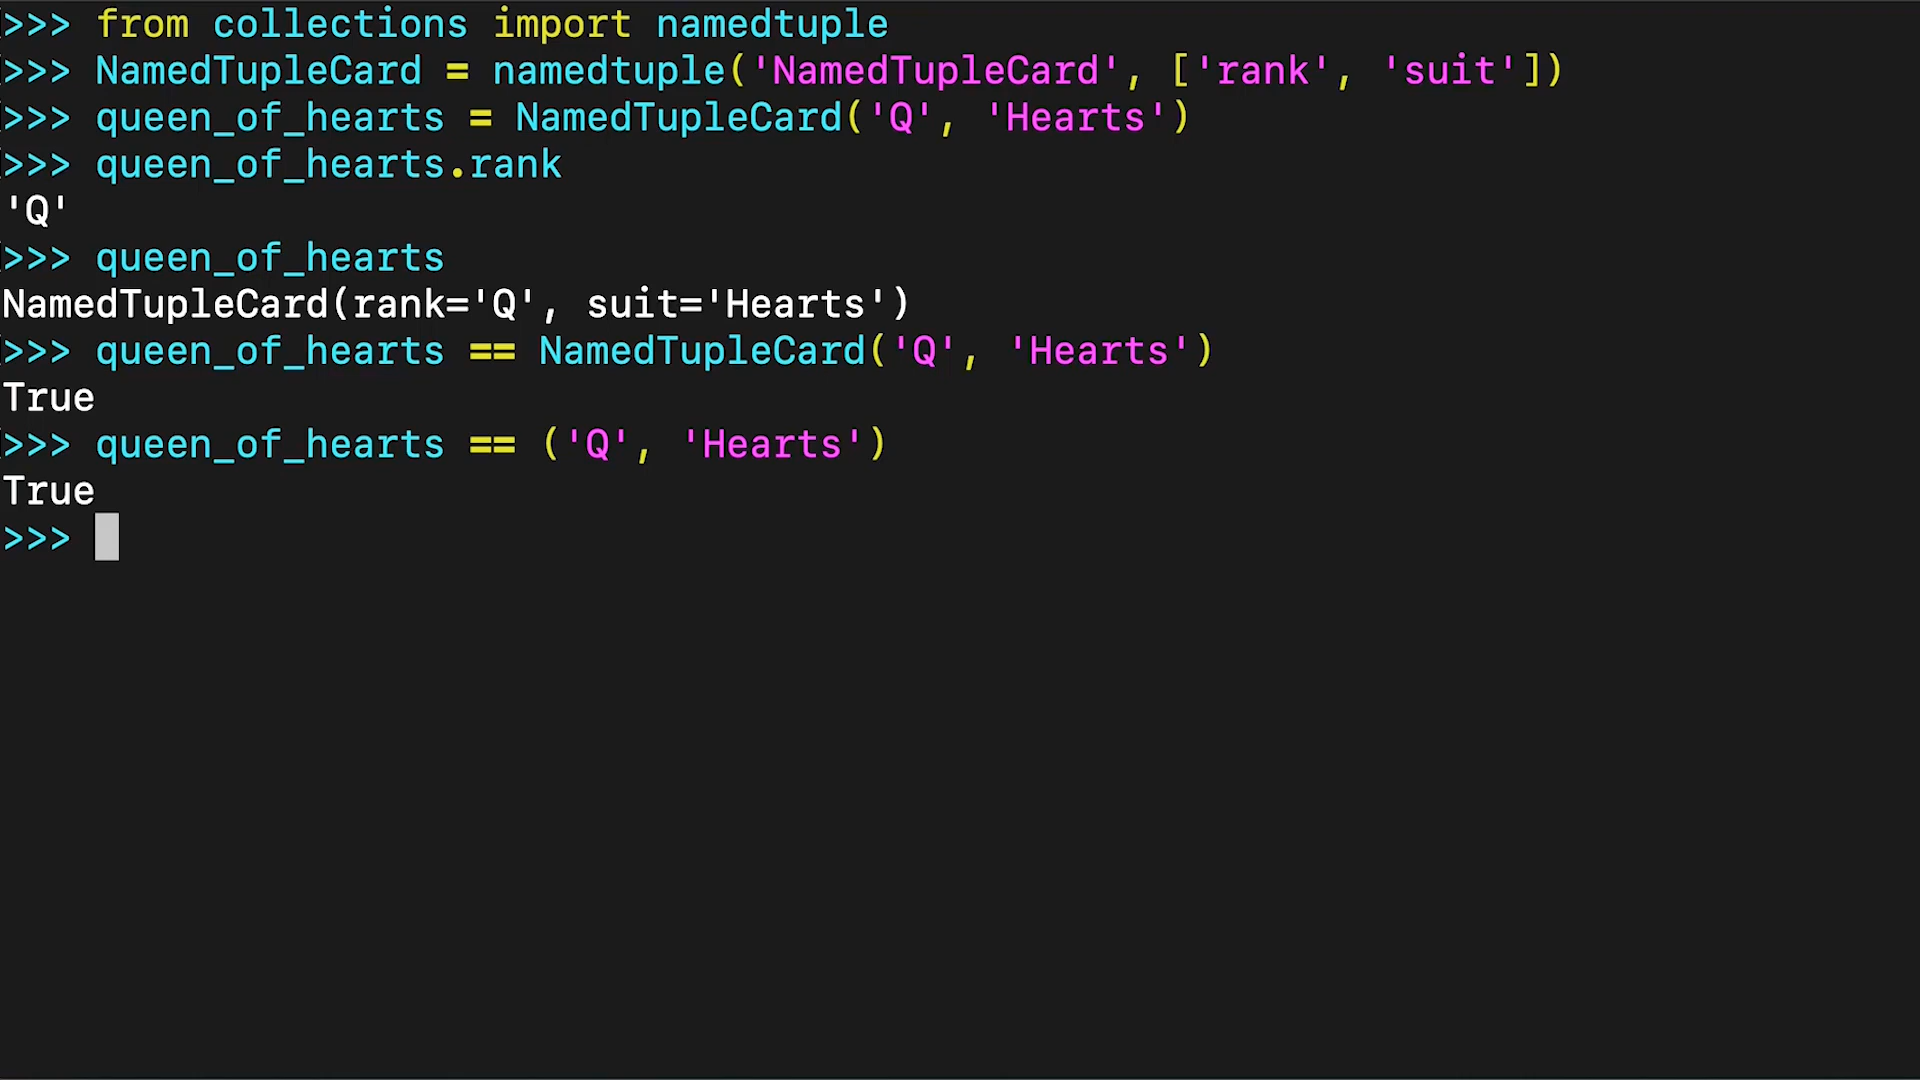 >>> from collections import namedtuple
>>> NamedTupleCard = namedtuple('NamedTupleCard', ['rank', 'suit'])
>>> queen_of_hearts = NamedTupleCard('Q', 'Hearts')
>>> queen_of_hearts.rank
'Q'
>>> queen_of_hearts
NamedTupleCard(rank='Q', suit='Hearts')
>>> queen_of_hearts == NamedTupleCard('Q', 'Hearts')
True
>>> queen_of_hearts == ('Q', 'Hearts')
True
>>>